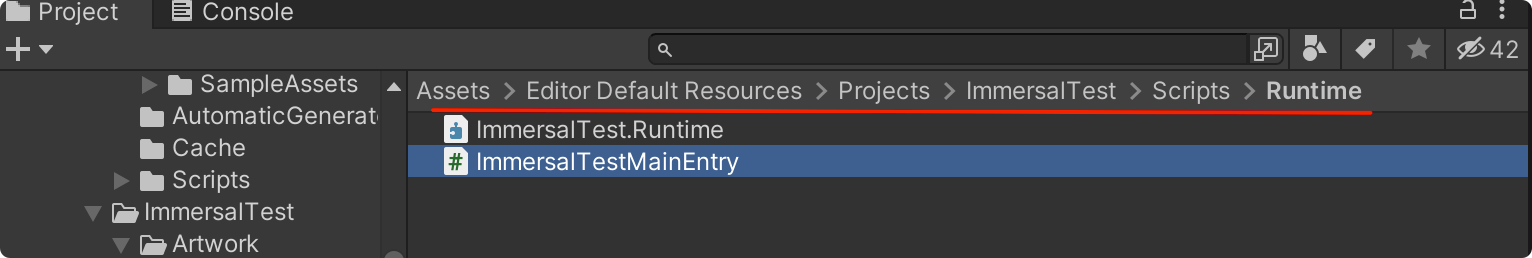 Project Console
42
SampleAssets
AutomaticGenerat
Cache
Scripts
ImmersalTest
Artwork
Assets > Editor Default Resources > Projects > ImmersalTest > Scripts > Runtime
ImmersalTest.Runtime
# ImmersalTestMainEntry